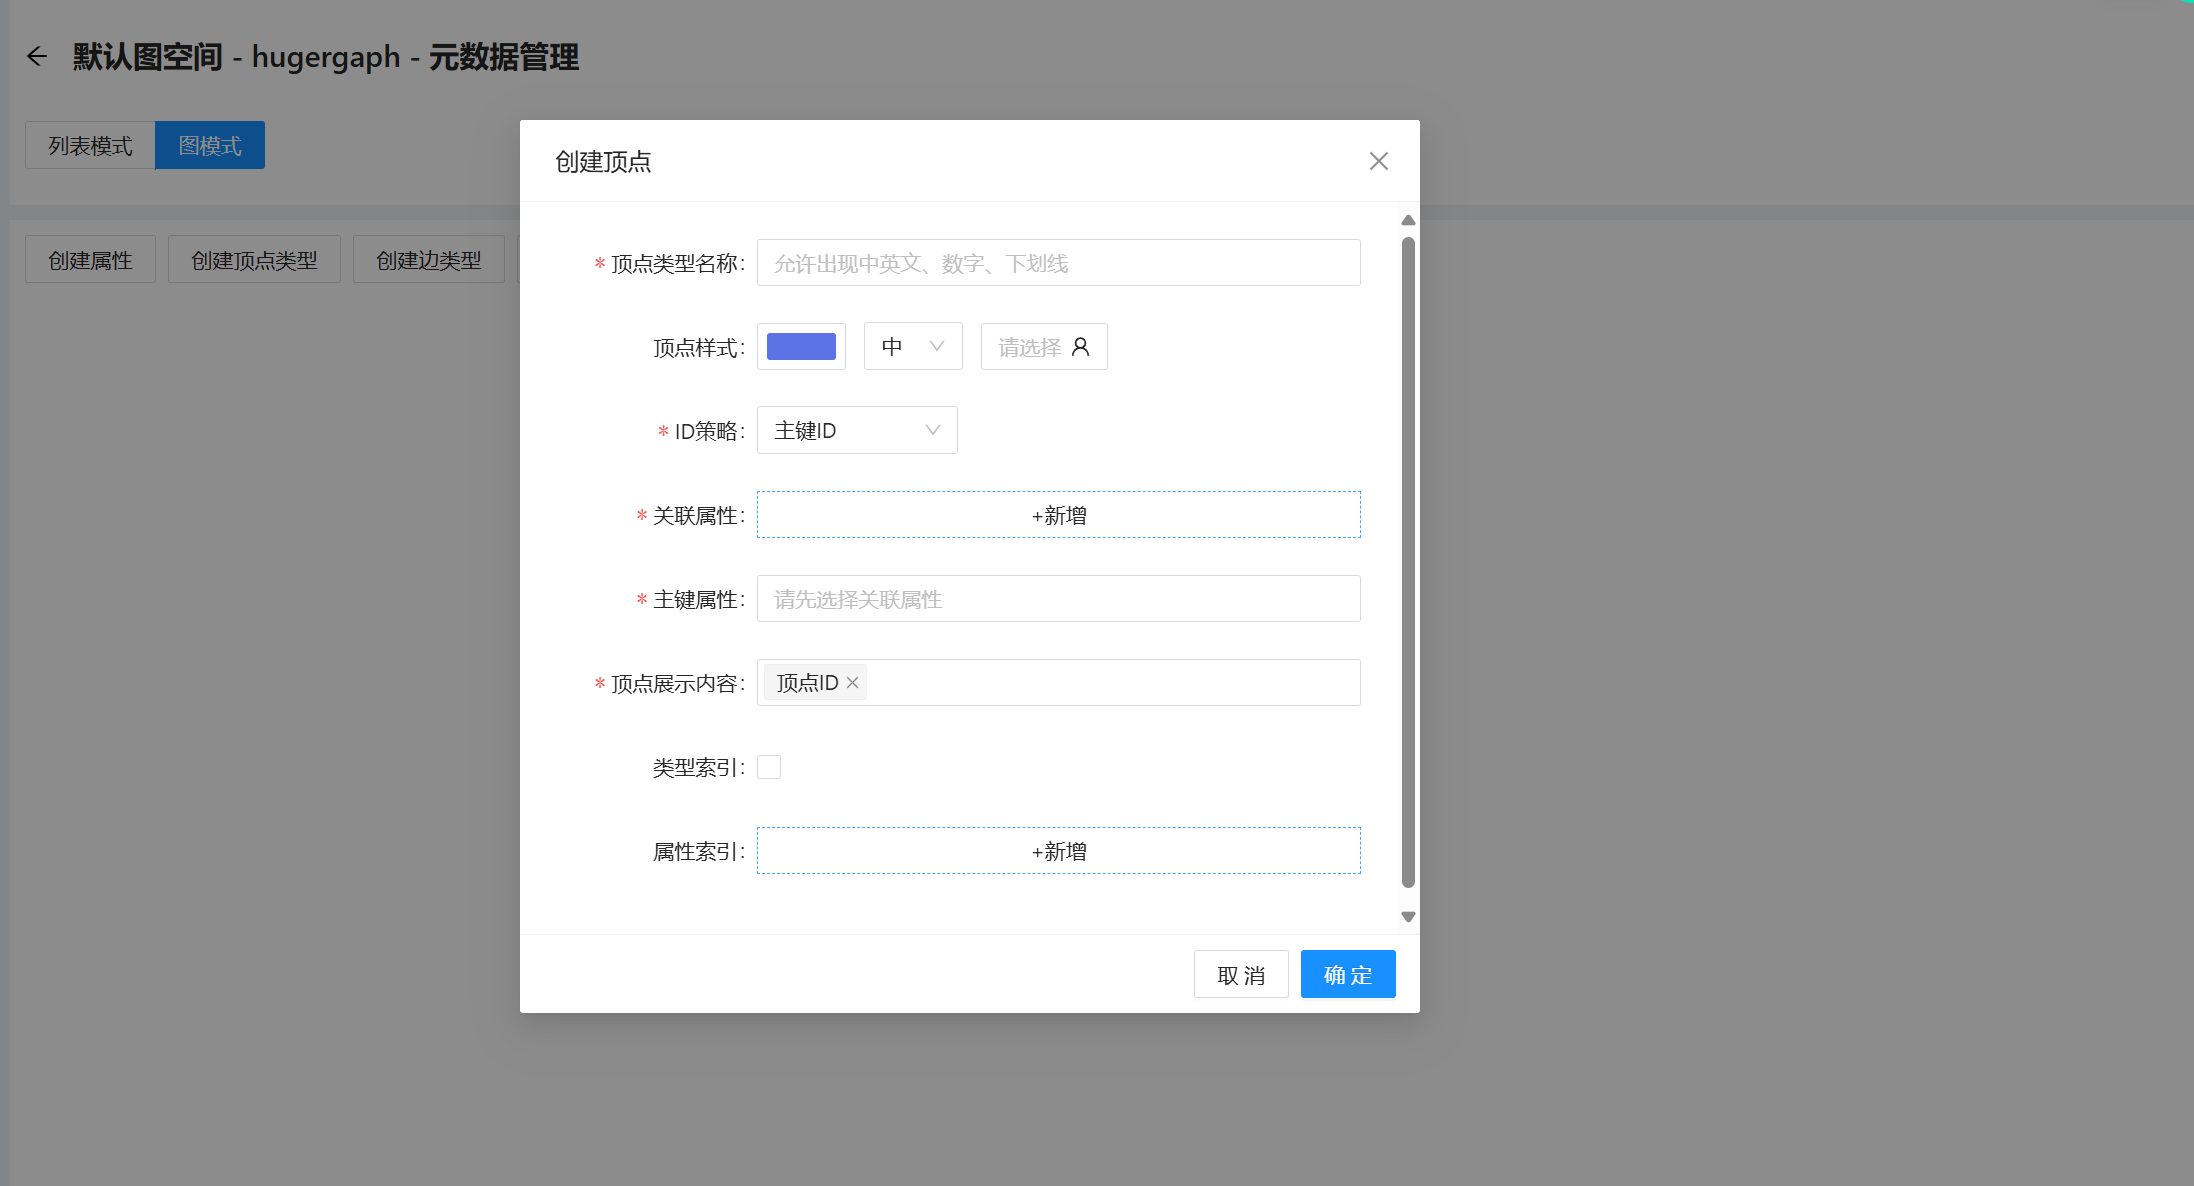 默认图空间 - hugergaph - 元数据管理
列表模式 图模式
创建属性 创建顶点类型 创建边类型
创建顶点
* 顶点类型名称: 允许出现中英文、数字、下划线
顶点样式: 中 请选择
* ID策略: 主键ID
* 关联属性: +新增
* 主键属性: 请先选择关联属性
* 顶点展示内容: 顶点ID
类型索引:
属性索引: +新增
取 消 确 定